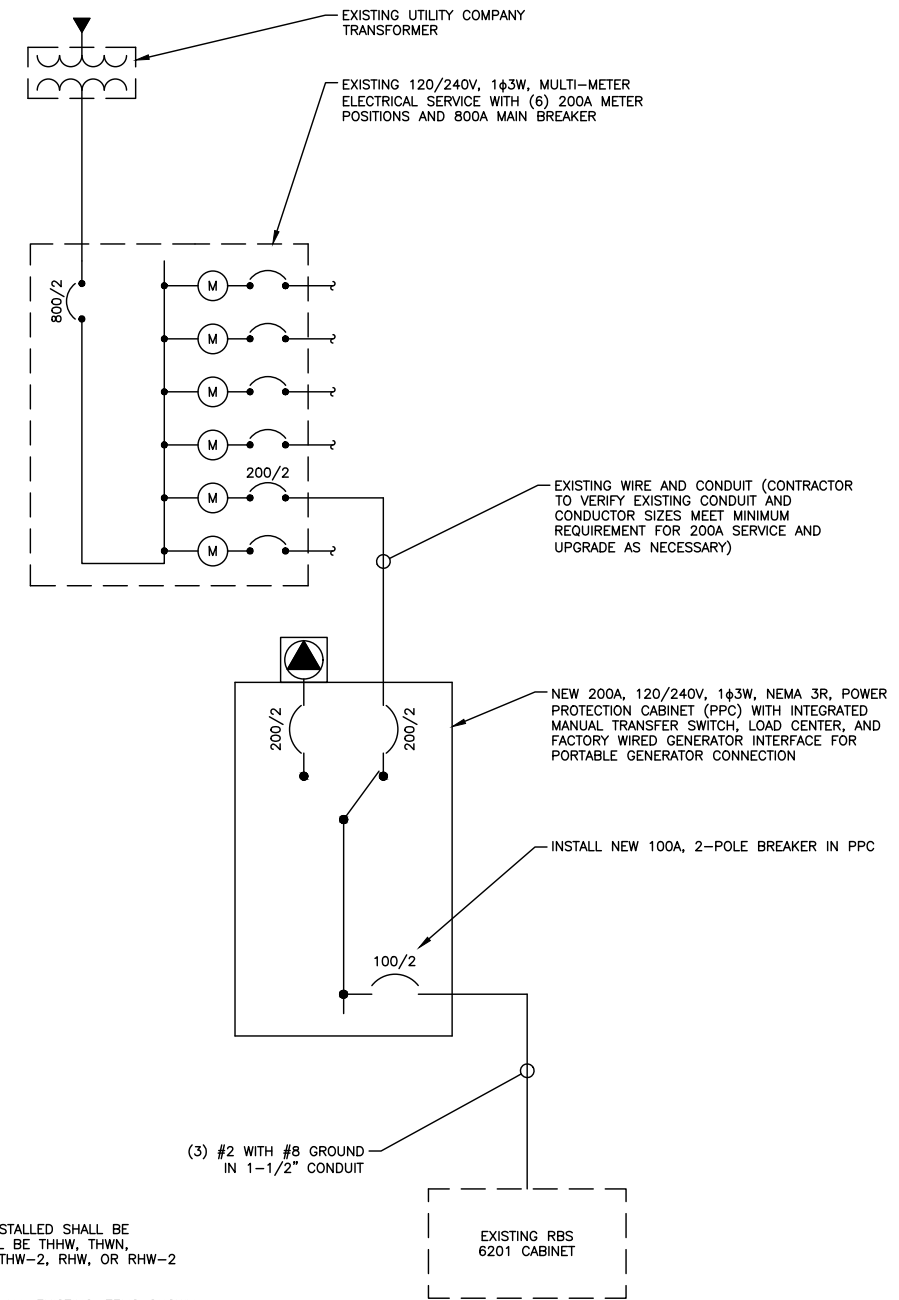 EXISTING UTILITY COMPANY
TRANSFORMER
EXISTING 120/240V, 1ϕ3W, MULTI-METER
ELECTRICAL SERVICE WITH (6) 200A METER
POSITIONS AND 800A MAIN BREAKER
800/2
M
M
M
M
200/2
M
M
EXISTING WIRE AND CONDUIT (CONTRACTOR
TO VERIFY EXISTING CONDUIT AND
CONDUCTOR SIZES MEET MINIMUM
REQUIREMENT FOR 200A SERVICE AND
UPGRADE AS NECESSARY)
200/2
200/2
NEW 200A, 120/240V, 1ϕ3W, NEMA 3R, POWER
PROTECTION CABINET (PPC) WITH INTEGRATED
MANUAL TRANSFER SWITCH, LOAD CENTER, AND
FACTORY WIRED GENERATOR INTERFACE FOR
PORTABLE GENERATOR CONNECTION
INSTALL NEW 100A, 2-POLE BREAKER IN PPC
100/2
(3) #2 WITH #8 GROUND
IN 1-1/2" CONDUIT
EXISTING RBS
6201 CABINET
STALLED SHALL BE
BE THHW, THWN,
THW-2, RHW, OR RHW-2